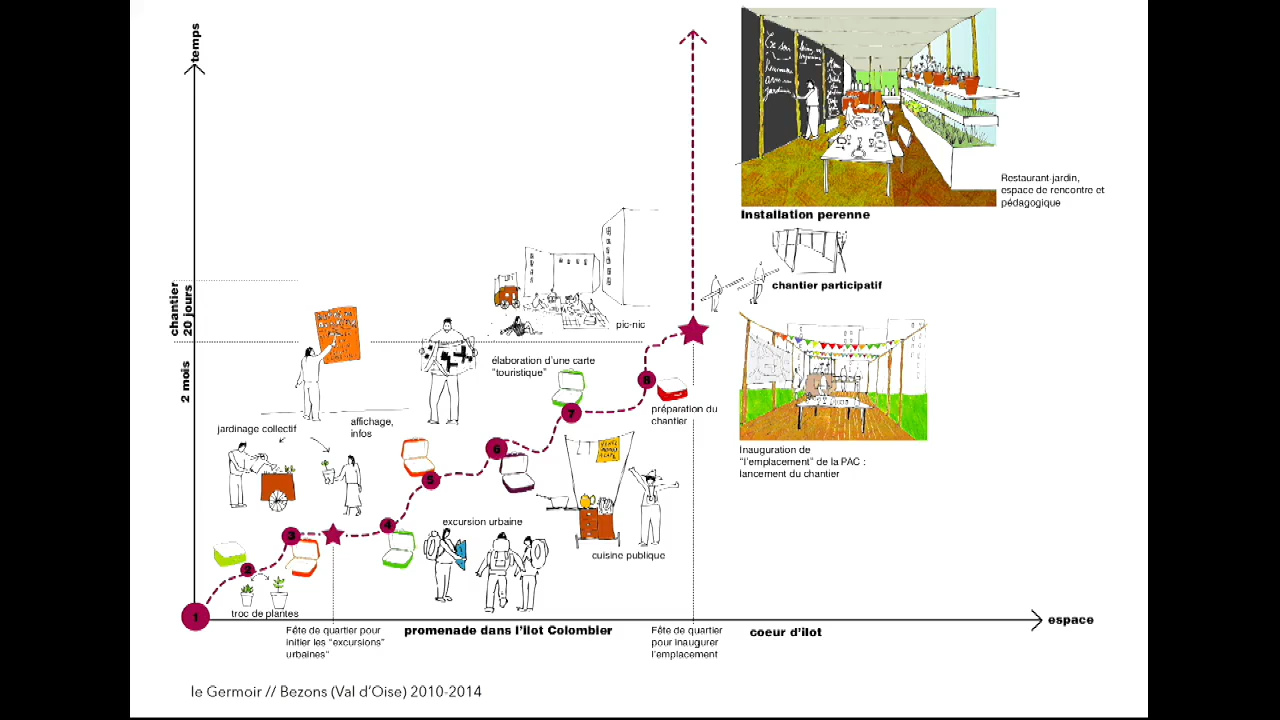 temps
Restaurant-jardin,
espace de rencontre et
pédagogique
Installation perenne
chantier participatif
chantier
20 jours
2 mois
pic-nic
élaboration d'une carte
"touristique"
8
préparation du
chantier
7
affichage,
infos
jardinage collectif
6
Inauguration de
"l'emplacement" de la PAC :
lancement du chantier
5
excursion urbaine
4
3
cuisine publique
2
troc de plantes
1
espace
Fête de quartier pour
initier les "excursions"
urbaines"
promenade dans l'ilot Colombier
Fête de quartier
pour inaugurer
l'emplacement
coeur d'ilot
le Germoir // Bezons (Val d'Oise) 2010-2014